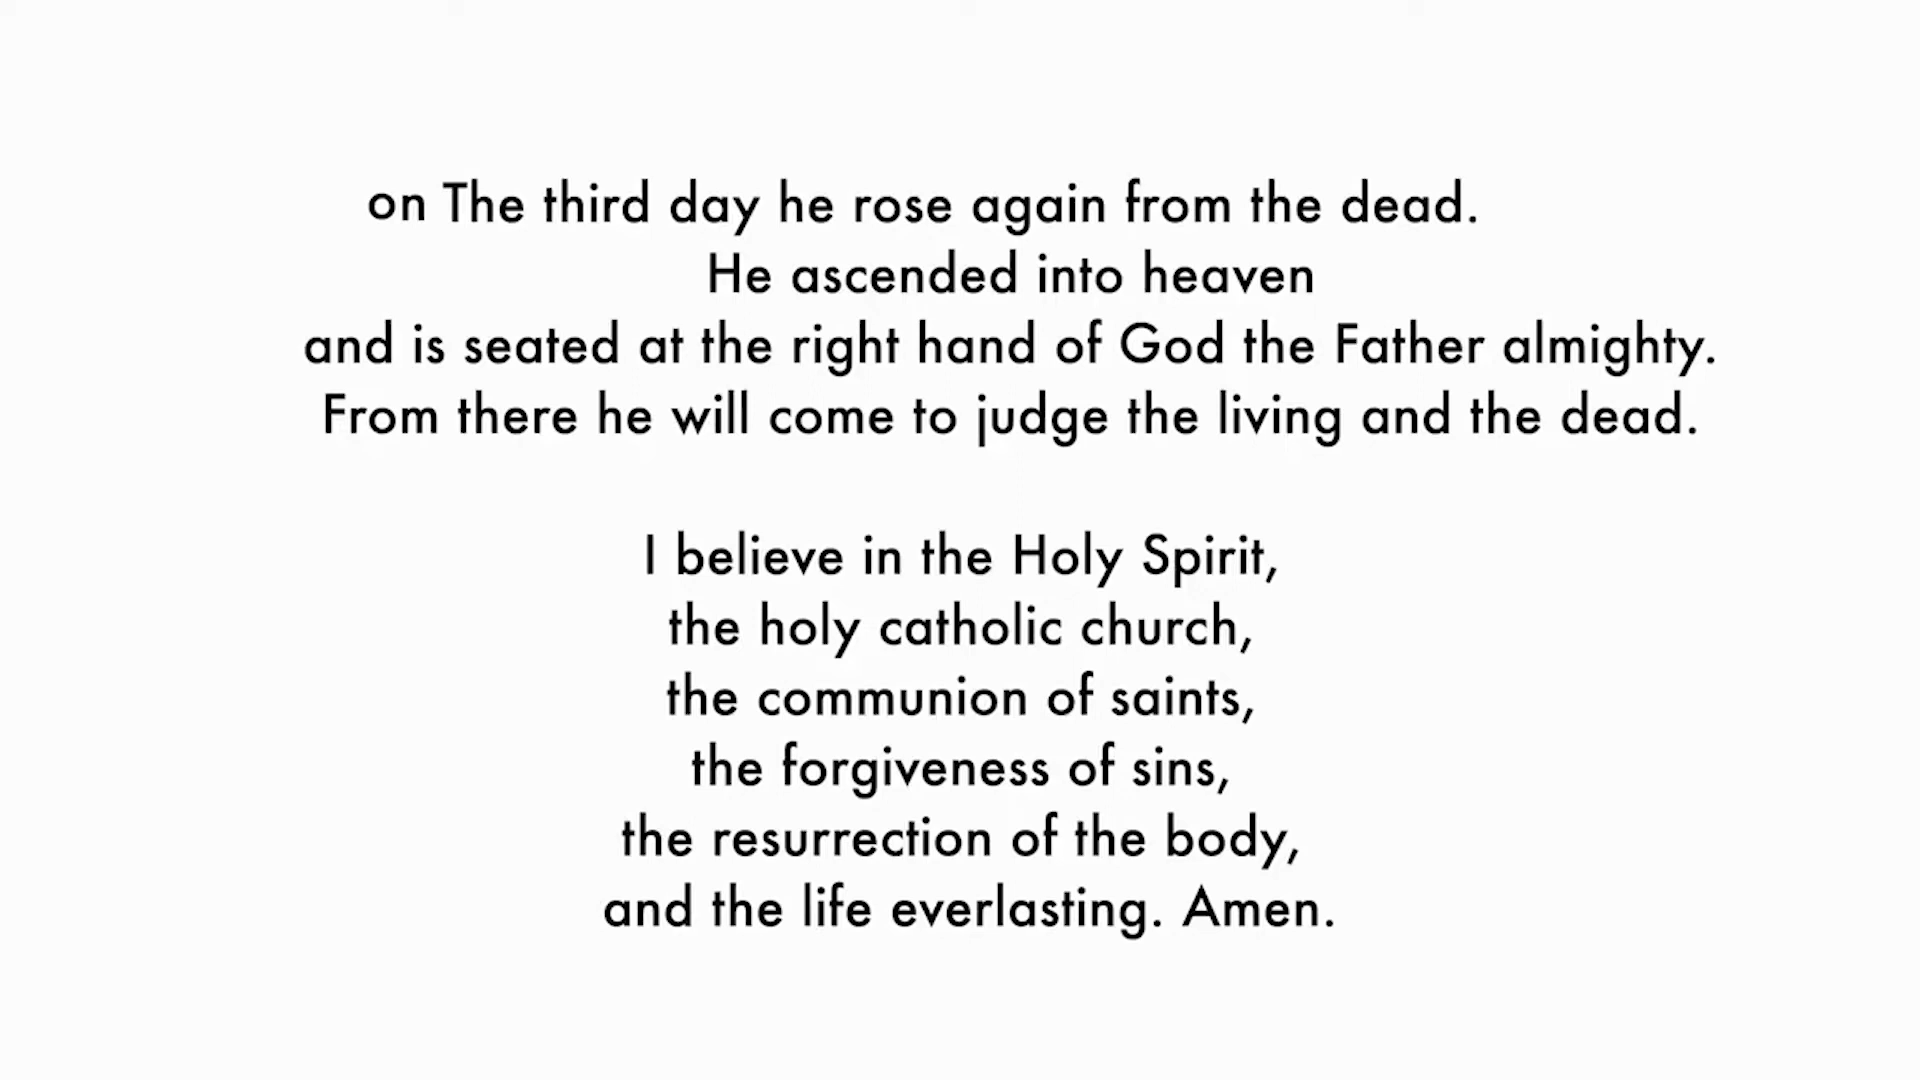 on The third day he rose again from the dead.
He ascended into heaven
and is seated at the right hand of God the Father almighty.
From there he will come to judge the living and the dead.
I believe in the Holy Spirit,
the holy catholic church,
the communion of saints,
the forgiveness of sins,
the resurrection of the body,
and the life everlasting. Amen.